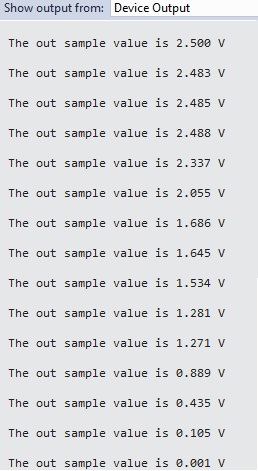 Show output from: Device Output
The out sample value is 2.500 V
The out sample value is 2.483 V
The out sample value is 2.485 V
The out sample value is 2.488 V
The out sample value is 2.337 V
The out sample value is 2.055 V
The out sample value is 1.686 V
The out sample value is 1.645 V
The out sample value is 1.534 V
The out sample value is 1.281 V
The out sample value is 1.271 V
The out sample value is 0.889 V
The out sample value is 0.435 V
The out sample value is 0.105 V
The out sample value is 0.001 V